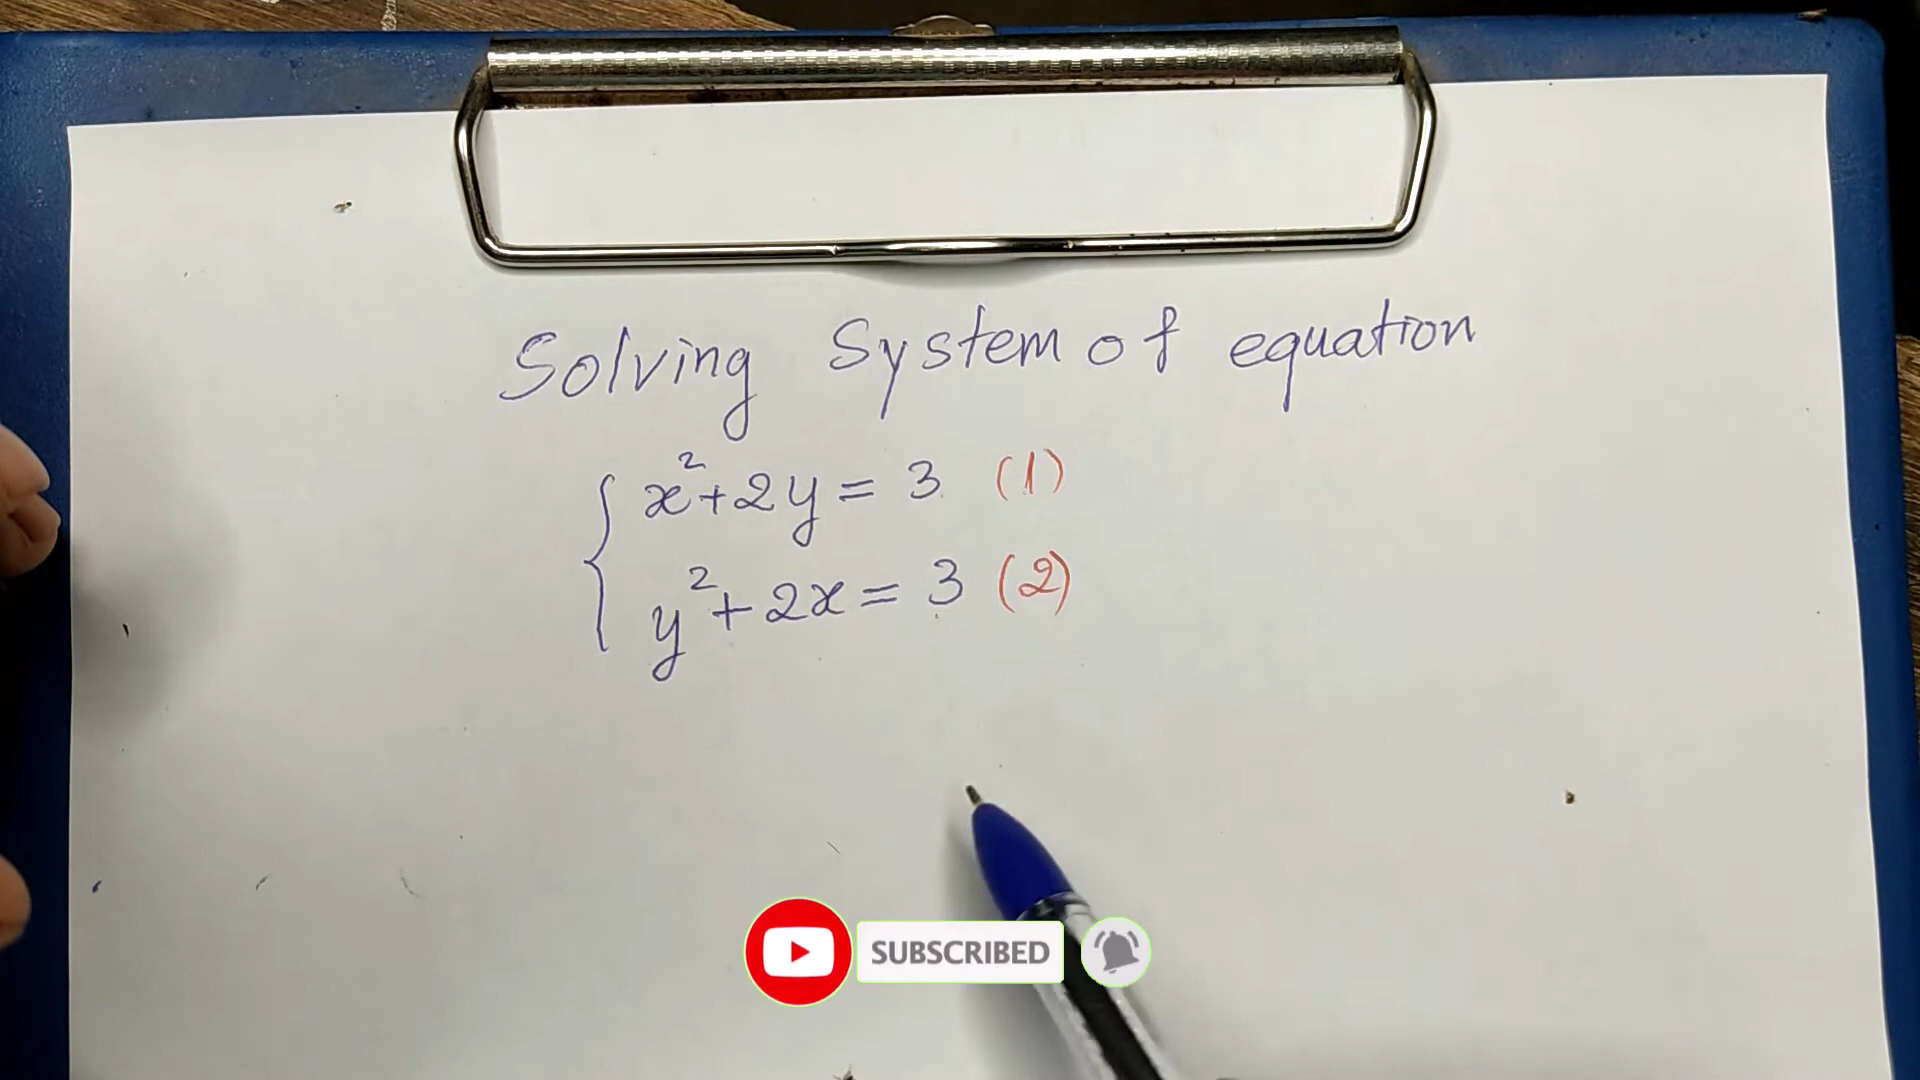 Solving System of equation
x²+2y = 3 (1)
y²+2x = 3 (2)
SUBSCRIBED